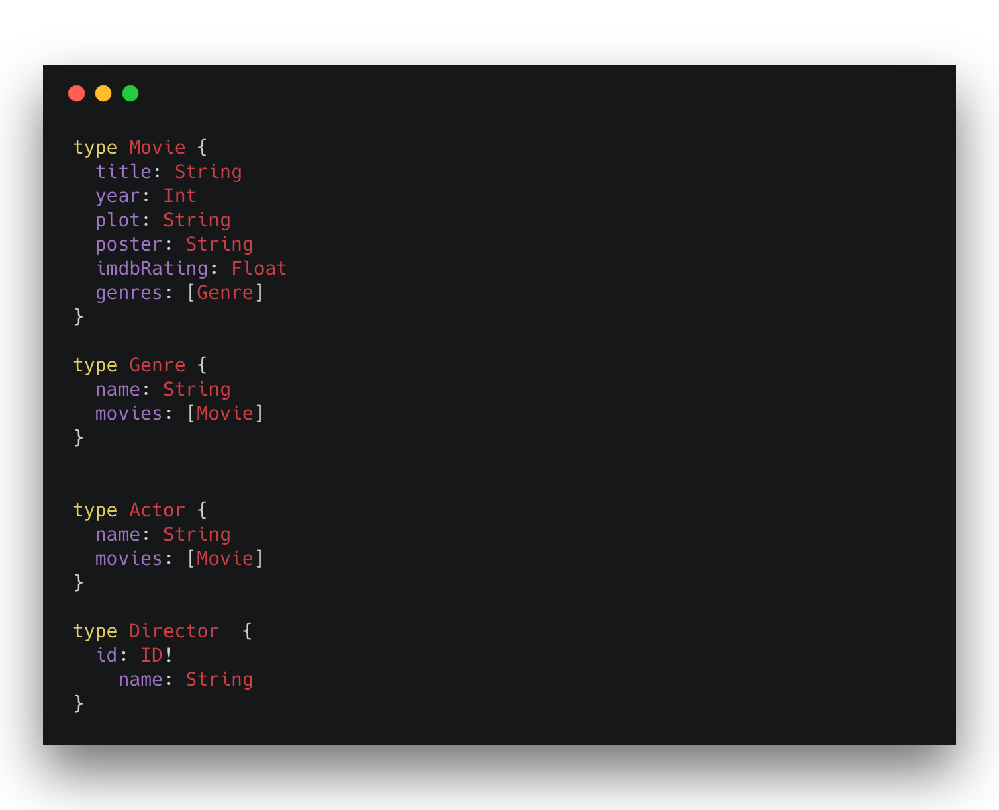 type Movie {
  title: String
  year: Int
  plot: String
  poster: String
  imdbRating: Float
  genres: [Genre]
}

type Genre {
  name: String
  movies: [Movie]
}


type Actor {
  name: String
  movies: [Movie]
}

type Director  {
  id: ID!
    name: String
}